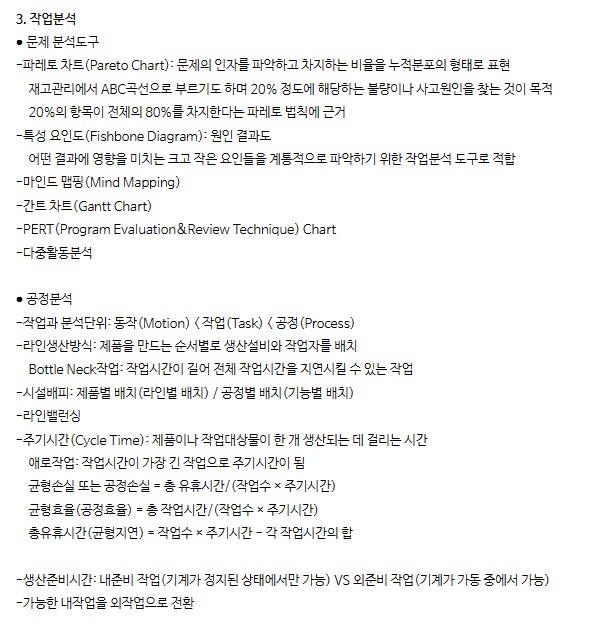 3. 작업분석
● 문제 분석도구
-파레토 차트(Pareto Chart): 문제의 인자를 파악하고 차지하는 비율을 누적분포의 형태로 표현
재고관리에서 ABC곡선으로 부르기도 하며 20% 정도에 해당하는 불량이나 사고원인을 찾는 것이 목적
20%의 항목이 전체의 80%를 차지한다는 파레토 법칙에 근거
-특성 요인도(Fishbone Diagram): 원인 결과도
어떤 결과에 영향을 미치는 크고 작은 요인들을 계통적으로 파악하기 위한 작업분석 도구로 적합
-마인드 맵핑(Mind Mapping)
-간트 차트(Gantt Chart)
-PERT(Program Evaluation&Review Technique) Chart
-다중활동분석
● 공정분석
-작업과 분석단위: 동작(Motion) < 작업(Task) < 공정(Process)
-라인생산방식: 제품을 만드는 순서별로 생산설비와 작업자를 배치
Bottle Neck작업: 작업시간이 길어 전체 작업시간을 지연시킬 수 있는 작업
-시설배피: 제품별 배치(라인별 배치) / 공정별 배치(기능별 배치)
-라인밸런싱
-주기시간(Cycle Time): 제품이나 작업대상물이 한 개 생산되는 데 걸리는 시간
애로작업: 작업시간이 가장 긴 작업으로 주기시간이 됨
균형손실 또는 공정손실 = 총 유휴시간/(작업수 × 주기시간)
균형효율(공정효율) = 총 작업시간/(작업수 × 주기시간)
총유휴시간(균형지연) = 작업수 × 주기시간 - 각 작업시간의 합
-생산준비시간: 내준비 작업(기계가 정지된 상태에서만 가능) VS 외준비 작업(기계가 가동 중에서 가능)
-가능한 내작업을 외작업으로 전환